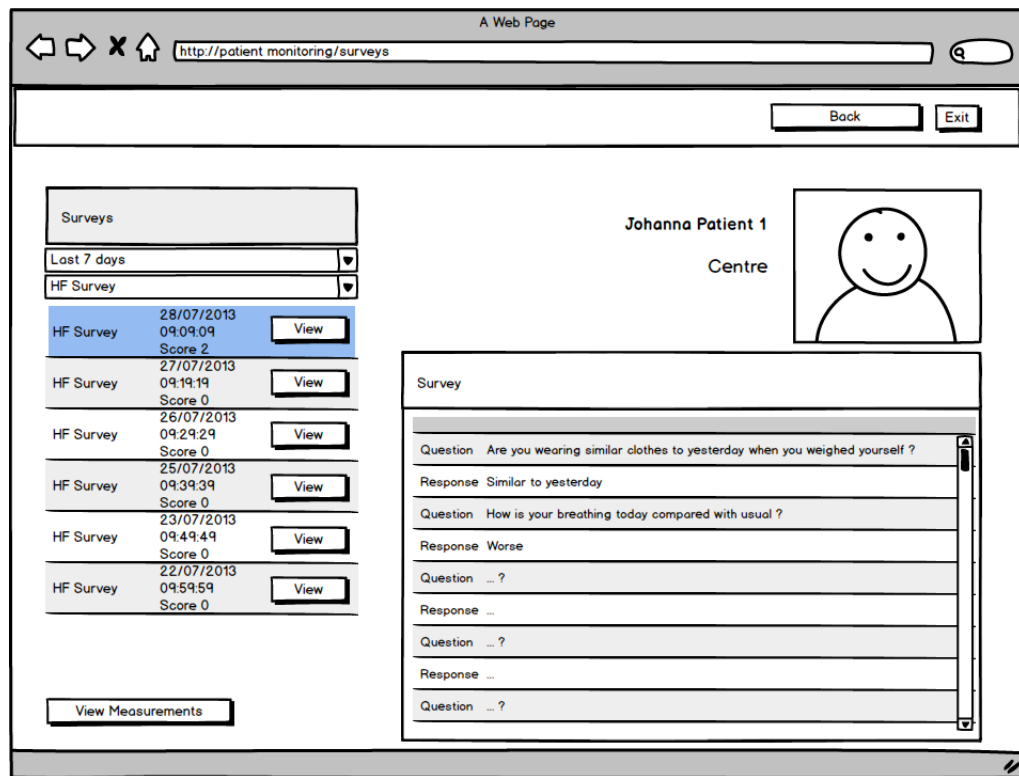 A Web Page
http://patient monitoring/surveys
Back
Exit
Surveys
Last 7 days
HF Survey
HF Survey 28/07/2013 09:09:09 Score 2 View
HF Survey 27/07/2013 09:19:19 Score 0 View
HF Survey 26/07/2013 09:29:29 Score 0 View
HF Survey 25/07/2013 09:39:39 Score 0 View
HF Survey 23/07/2013 09:49:49 Score 0 View
HF Survey 22/07/2013 09:59:59 Score 0 View
View Measurements
Johanna Patient 1
Centre
Survey
Question Are you wearing similar clothes to yesterday when you weighed yourself ?
Response Similar to yesterday
Question How is your breathing today compared with usual ?
Response Worse
Question ... ?
Response ...
Question ... ?
Response ...
Question ... ?